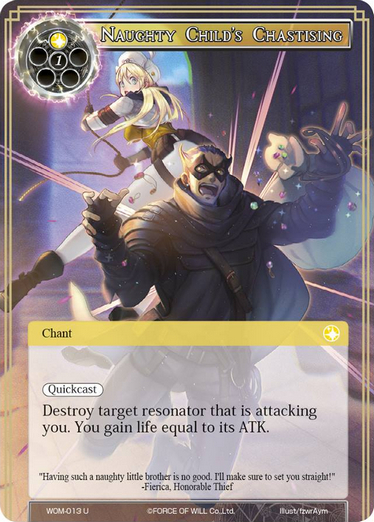 Naughty Child's Chastising
1
Chant
Quickcast
Destroy target resonator that is attacking
you. You gain life equal to its ATK.
"Having such a naughty little brother is no good. I'll make sure to set you straight!"
-Fierica, Honorable Thief
WOM-013 U ©FORCE OF WILL Co.,Ltd. Illust/fzwrAym